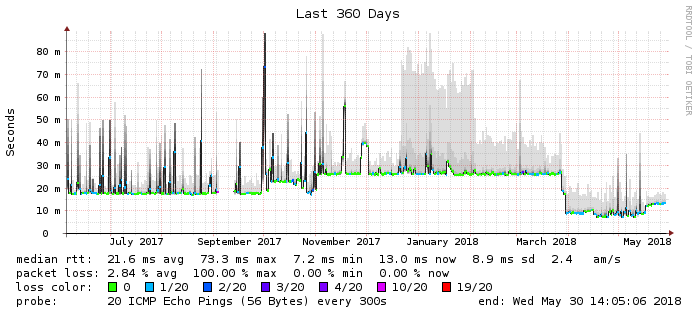 Last 360 Days
RRDTOOL / TOBI OETIKER
Seconds
80 m
70 m
60 m
50 m
40 m
30 m
20 m
10 m
0
July 2017 September 2017 November 2017 January 2018 March 2018 May 2018
median rtt: 21.6 ms avg 73.3 ms max 7.2 ms min 13.0 ms now 8.9 ms sd 2.4 am/s
packet loss: 2.84 % avg 100.00 % max 0.00 % min 0.00 % now
loss color: 0 1/20 2/20 3/20 4/20 10/20 19/20
probe: 20 ICMP Echo Pings (56 Bytes) every 300s end: Wed May 30 14:05:06 2018